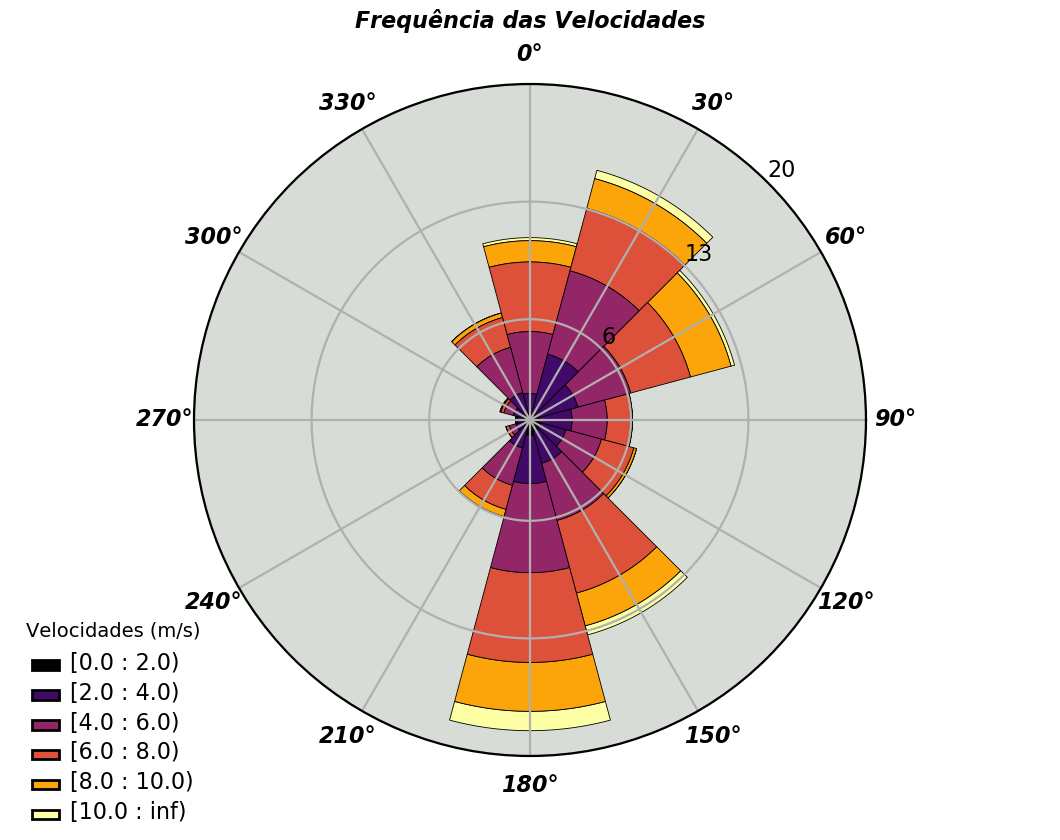 Frequência das Velocidades
0°
330°
30°
20
300°
60°
13
6
270°
90°
240°
120°
210°
150°
180°
Velocidades (m/s)
[0.0 : 2.0)
[2.0 : 4.0)
[4.0 : 6.0)
[6.0 : 8.0)
[8.0 : 10.0)
[10.0 : inf)